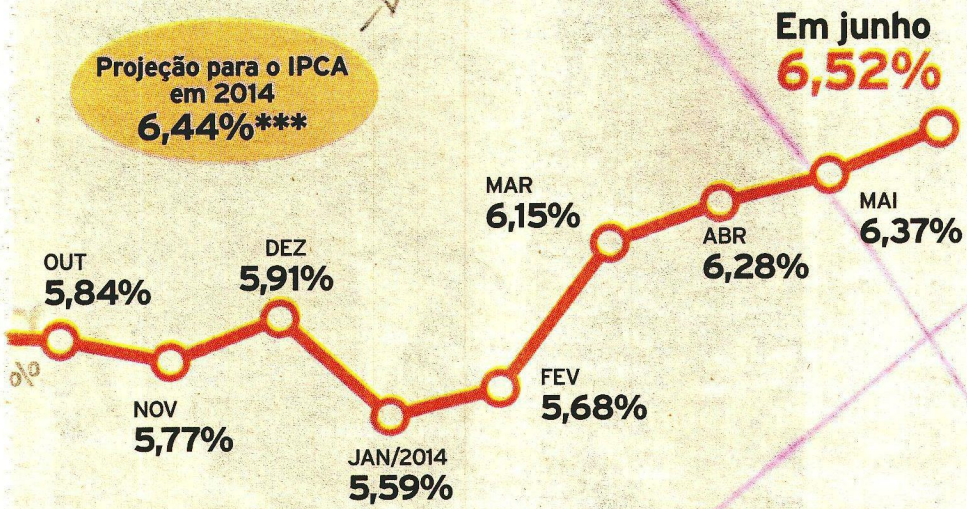 Projeção para o IPCA
em 2014
6,44%***
Em junho
6,52%
OUT
5,84%
NOV
5,77%
DEZ
5,91%
JAN/2014
5,59%
FEV
5,68%
MAR
6,15%
ABR
6,28%
MAI
6,37%
%